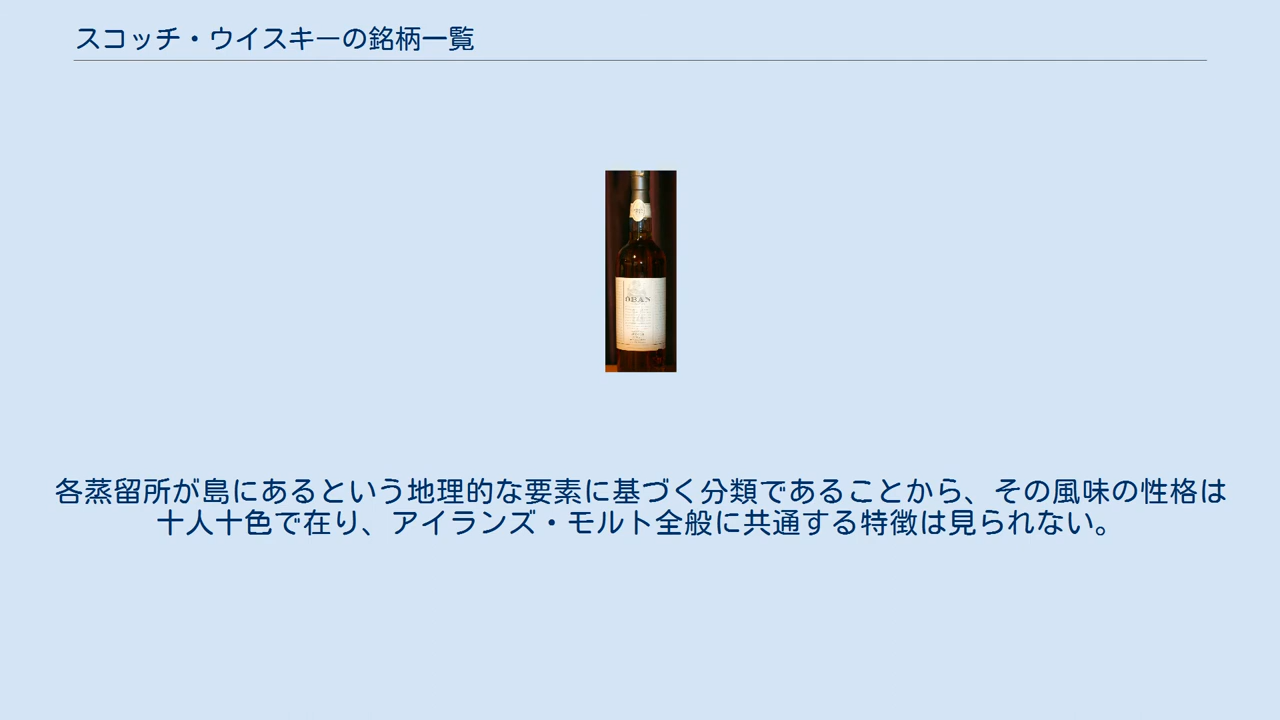 スコッチ・ウイスキーの銘柄一覧
OBAN
各蒸留所が島にあるという地理的な要素に基づく分類であることから、その風味の性格は
十人十色で在り、アイランズ・モルト全般に共通する特徴は見られない。